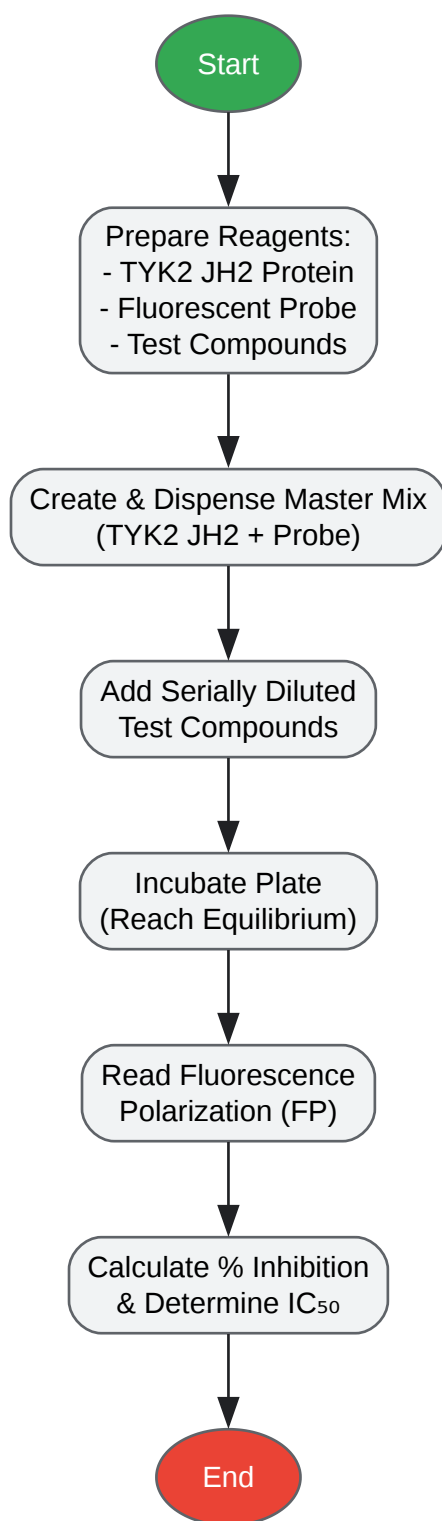 Start
Prepare Reagents:
- TYK2 JH2 Protein
- Fluorescent Probe
- Test Compounds
Create & Dispense Master Mix
(TYK2 JH2 + Probe)
Add Serially Diluted
Test Compounds
Incubate Plate
(Reach Equilibrium)
Read Fluorescence
Polarization (FP)
Calculate % Inhibition
& Determine IC₅₀
End